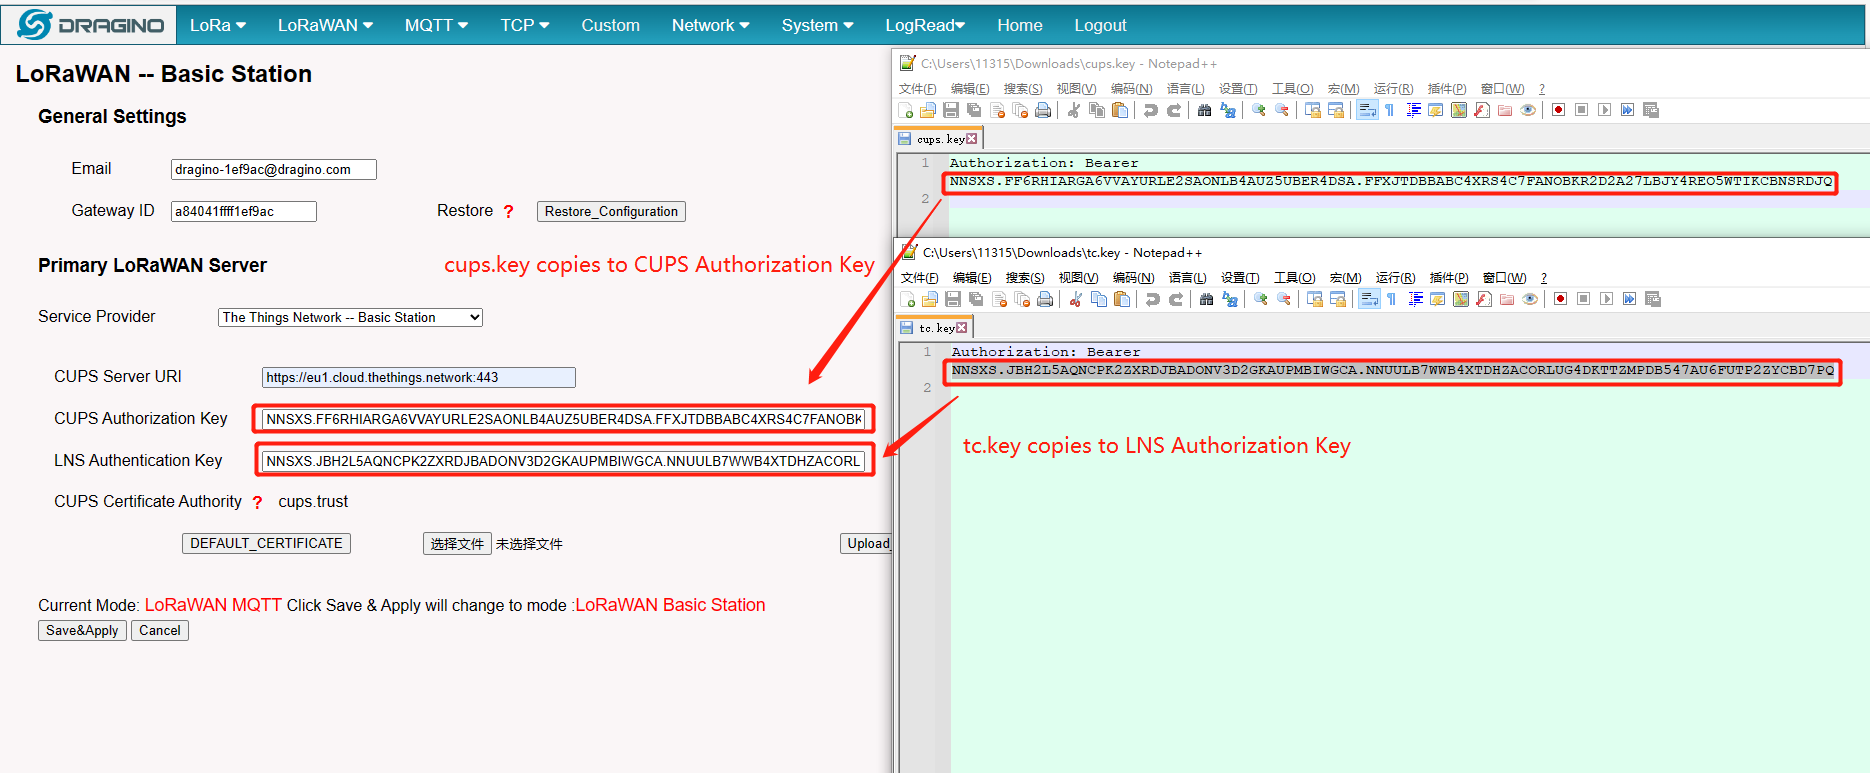 DRAGINO
LoRa
LoRaWAN
MQTT
TCP
Custom
Network
System
LogRead
Home
Logout
LoRaWAN -- Basic Station
General Settings
Email
dragino-1ef9ac@dragino.com
Gateway ID
a84041ffff1ef9ac
Restore ?
Restore_Configuration
Primary LoRaWAN Server
Service Provider
The Things Network -- Basic Station
CUPS Server URI
https://eu1.cloud.thethings.network:443
CUPS Authorization Key
NNSXS.FF6RHIARGA6VVAYURLE2SAONLB4AUZ5UBER4DSA.FFXJTDBBABC4XRS4C7FANOBK
LNS Authentication Key
NNSXS.JBH2L5AQNCPK2ZXRDJBADONV3D2GKAUPMBIWGCA.NNUULB7WWB4XTDHZACORL
CUPS Certificate Authority ? cups.trust
DEFAULT_CERTIFICATE
选择文件 未选择文件
Upload_
Current Mode: LoRaWAN MQTT Click Save & Apply will change to mode :LoRaWAN Basic Station
Save&Apply
Cancel
cups.key copies to CUPS Authorization Key
C:\Users\11315\Downloads\cups.key - Notepad++
文件(F) 编辑(E) 搜索(S) 视图(V) 编码(N) 语言(L) 设置(T) 工具(O) 宏(M) 运行(R) 插件(P) 窗口(W) ?
cups.key
1 Authorization: Bearer
NNSXS.FF6RHIARGA6VVAYURLE2SAONLB4AUZ5UBER4DSA.FFXJTDBBABC4XRS4C7FANOBKR2D2A27LBJY4REO5WTIKCBNSRDJQ
2
C:\Users\11315\Downloads\tc.key - Notepad++
文件(F) 编辑(E) 搜索(S) 视图(V) 编码(N) 语言(L) 设置(T) 工具(O) 宏(M) 运行(R) 插件(P) 窗口(W) ?
tc.key
1 Authorization: Bearer
NNSXS.JBH2L5AQNCPK2ZXRDJBADONV3D2GKAUPMBIWGCA.NNUULB7WWB4XTDHZACORLUG4DKTTZMPDB547AU6FUTP2ZYCBD7PQ
2
tc.key copies to LNS Authorization Key